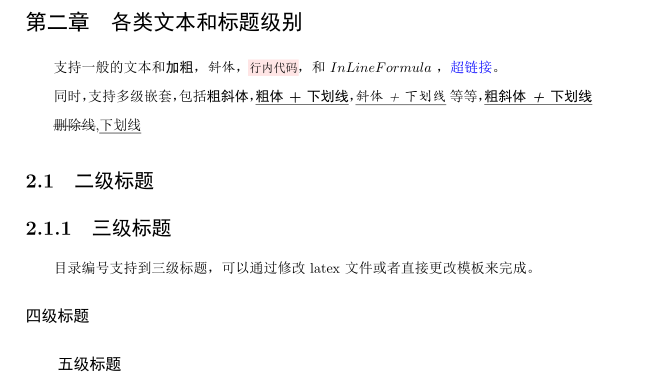 第二章 各类文本和标题级别
支持一般的文本和加粗，斜体，行内代码，和 InLineFormula ，超链接。
同时,支持多级嵌套,包括粗斜体,粗体 + 下划线,斜体 + 下划线 等等,粗斜体 + 下划线
删除线,下划线
2.1 二级标题
2.1.1 三级标题
目录编号支持到三级标题，可以通过修改 latex 文件或者直接更改模板来完成。
四级标题
五级标题